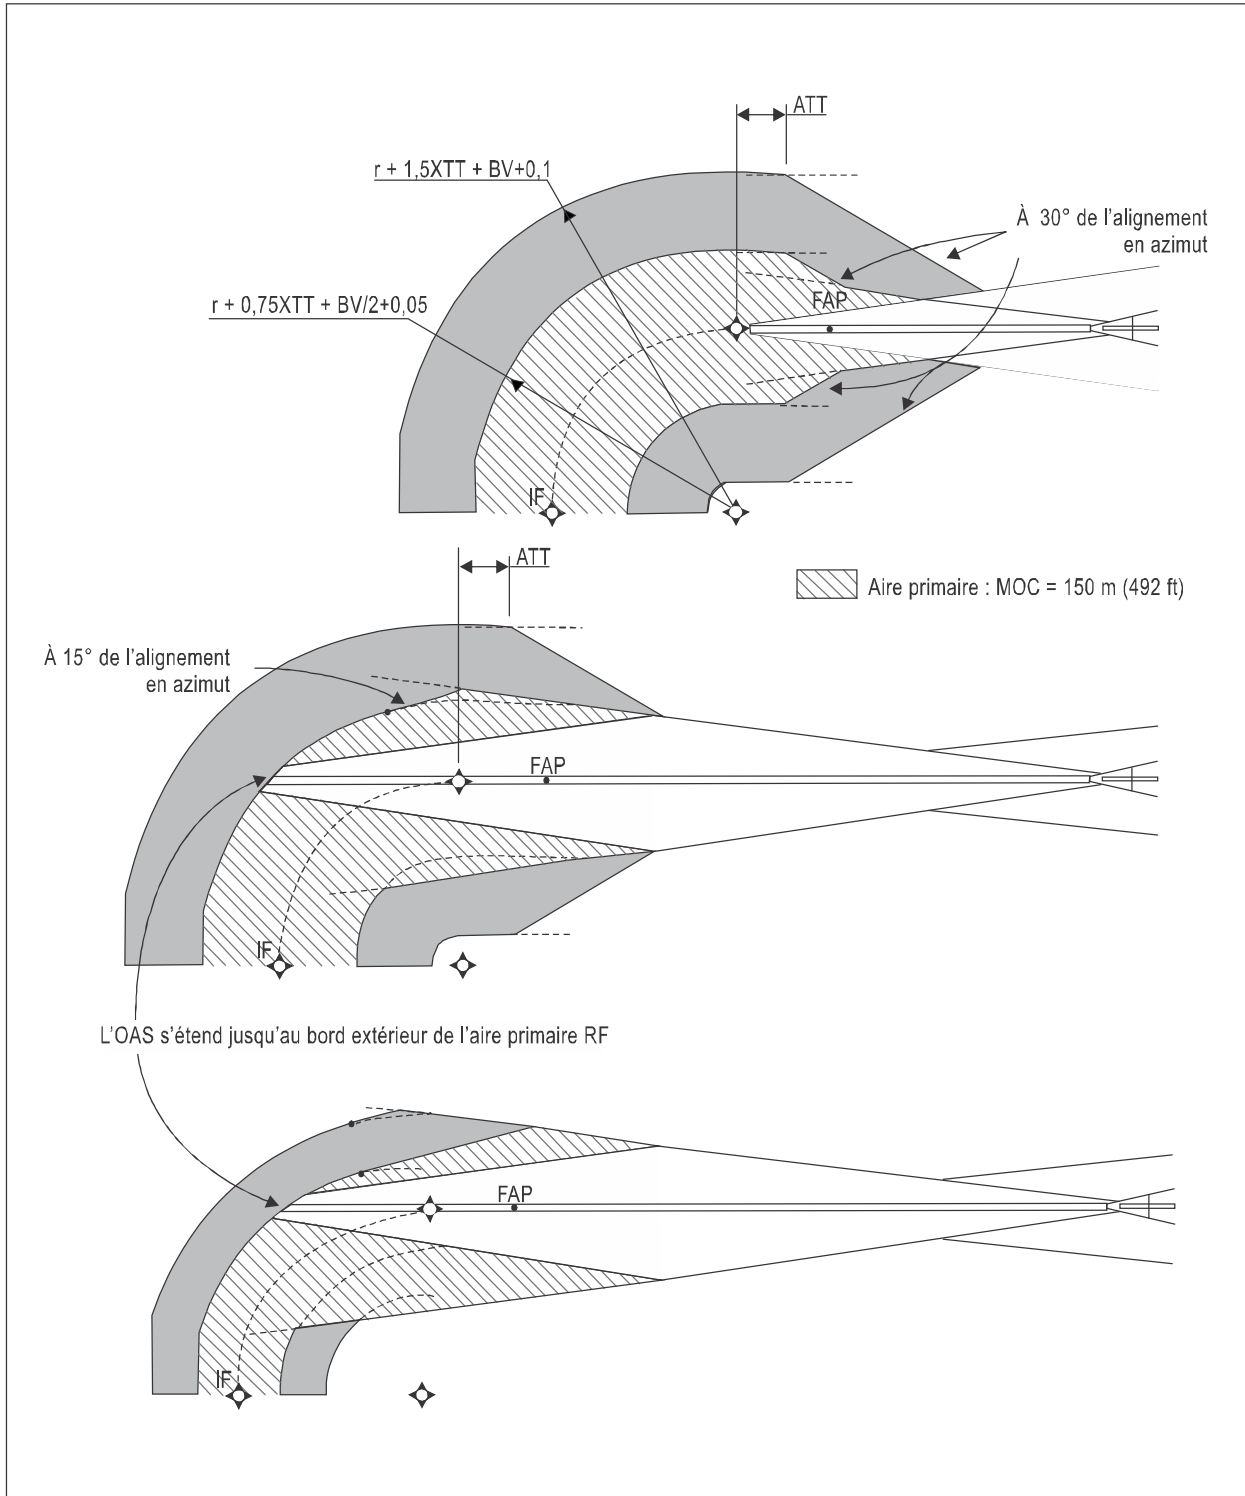 ATT
r + 1,5XTT + BV+0,1
À 30° de l'alignement
en azimut
r + 0,75XTT + BV/2+0,05
FAP
IF
ATT
Aire primaire : MOC = 150 m (492 ft)
À 15° de l'alignement
en azimut
FAP
IF
L'OAS s'étend jusqu'au bord extérieur de l'aire primaire RF
FAP
IF